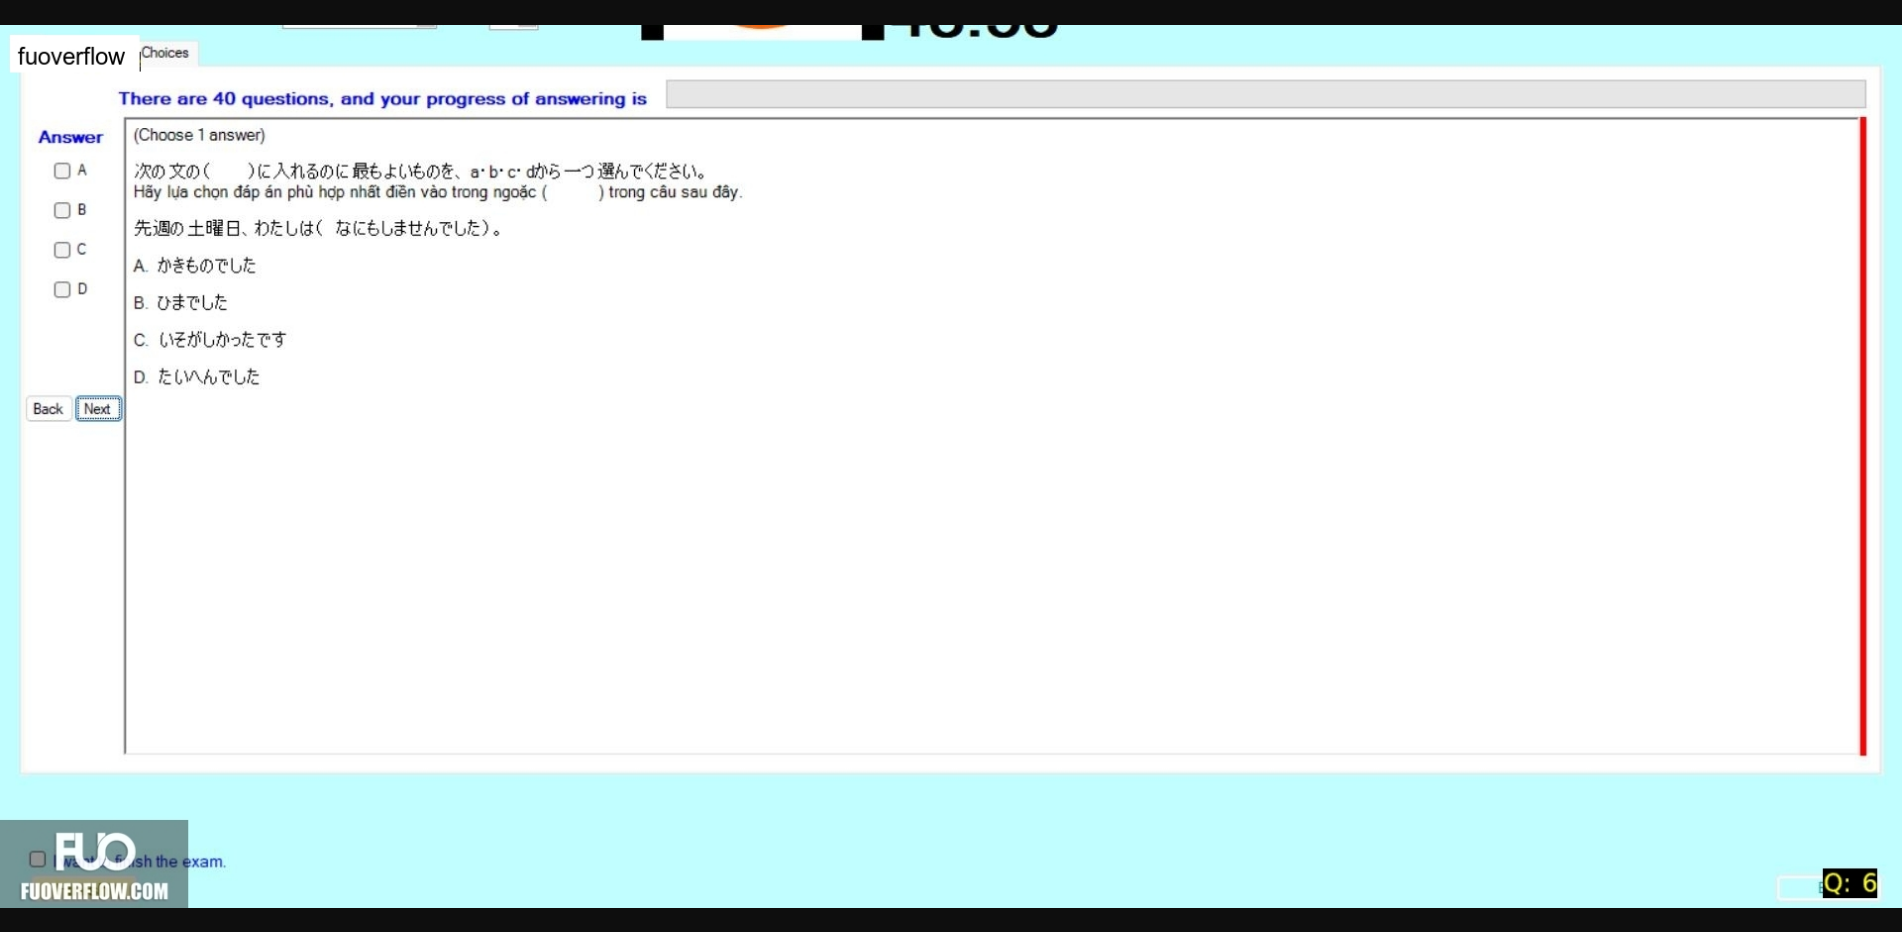 fuoverflow
Choices
There are 40 questions, and your progress of answering is
Answer
(Choose 1 answer)
A
次の文の(　　)に入れるのに最もよいものを、a・b・c・dから一つ選んでください。
Hãy lựa chọn đáp án phù hợp nhất điền vào trong ngoặc (　　) trong câu sau đây.
B
先週の土曜日、わたしは( なにもしませんでした)。
C
A. かきものでした
D
B. ひまでした
C. いそがしかったです
D. たいへんでした
Back Next
FUO
finish the exam.
FUOVERFLOW.COM
Q: 6